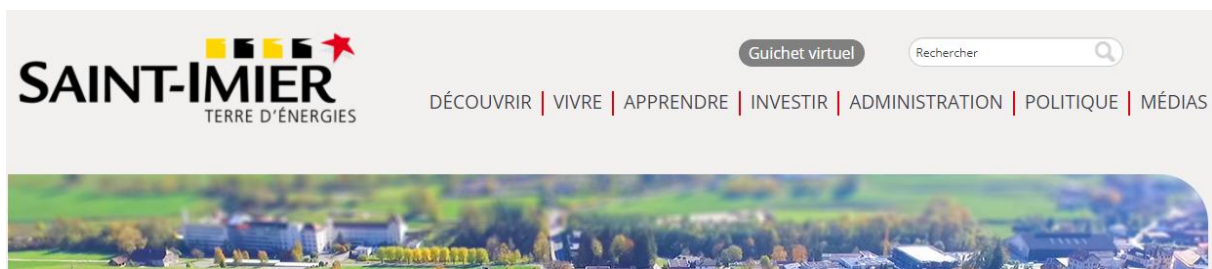 SAINT-IMIER
TERRE D'ÉNERGIES
Guichet virtuel
Rechercher
DÉCOUVRIR | VIVRE | APPRENDRE | INVESTIR | ADMINISTRATION | POLITIQUE | MÉDIAS